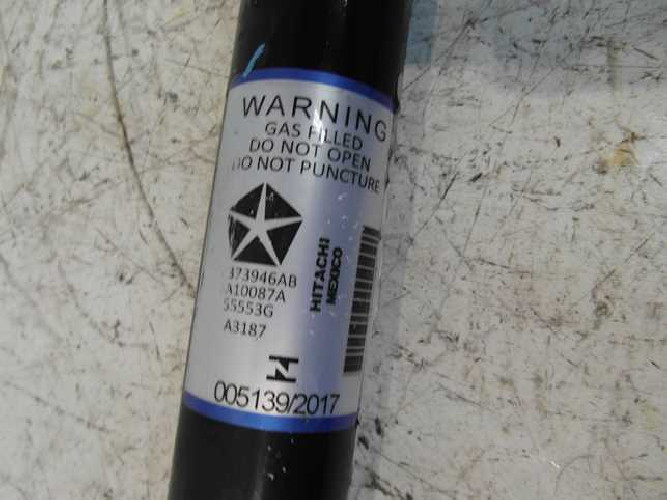 WARNING
GAS FILLED
DO NOT OPEN
DO NOT PUNCTURE
373946AB
A10087A
55553G
A3187
HITACHI
MEXICO
005139/2017